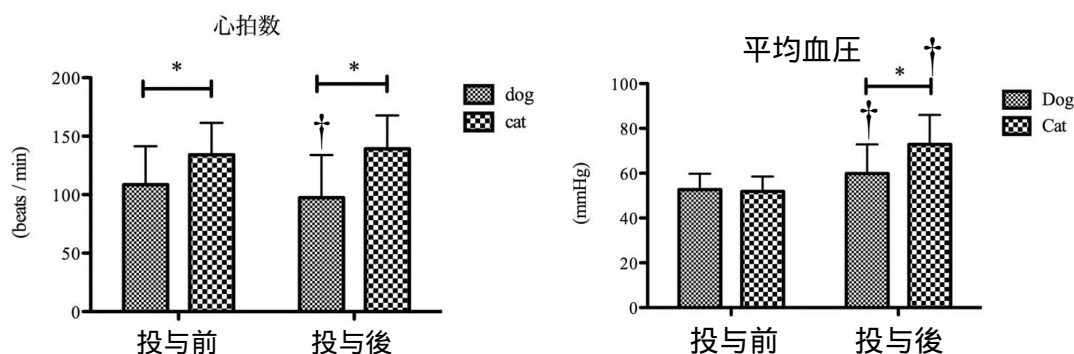 心拍数
*
*
†
200
150
100
50
0
(beats / min)
投与前
投与後
dog
cat
平均血圧
*
†
†
100
80
60
40
20
0
(mmHg)
投与前
投与後
Dog
Cat